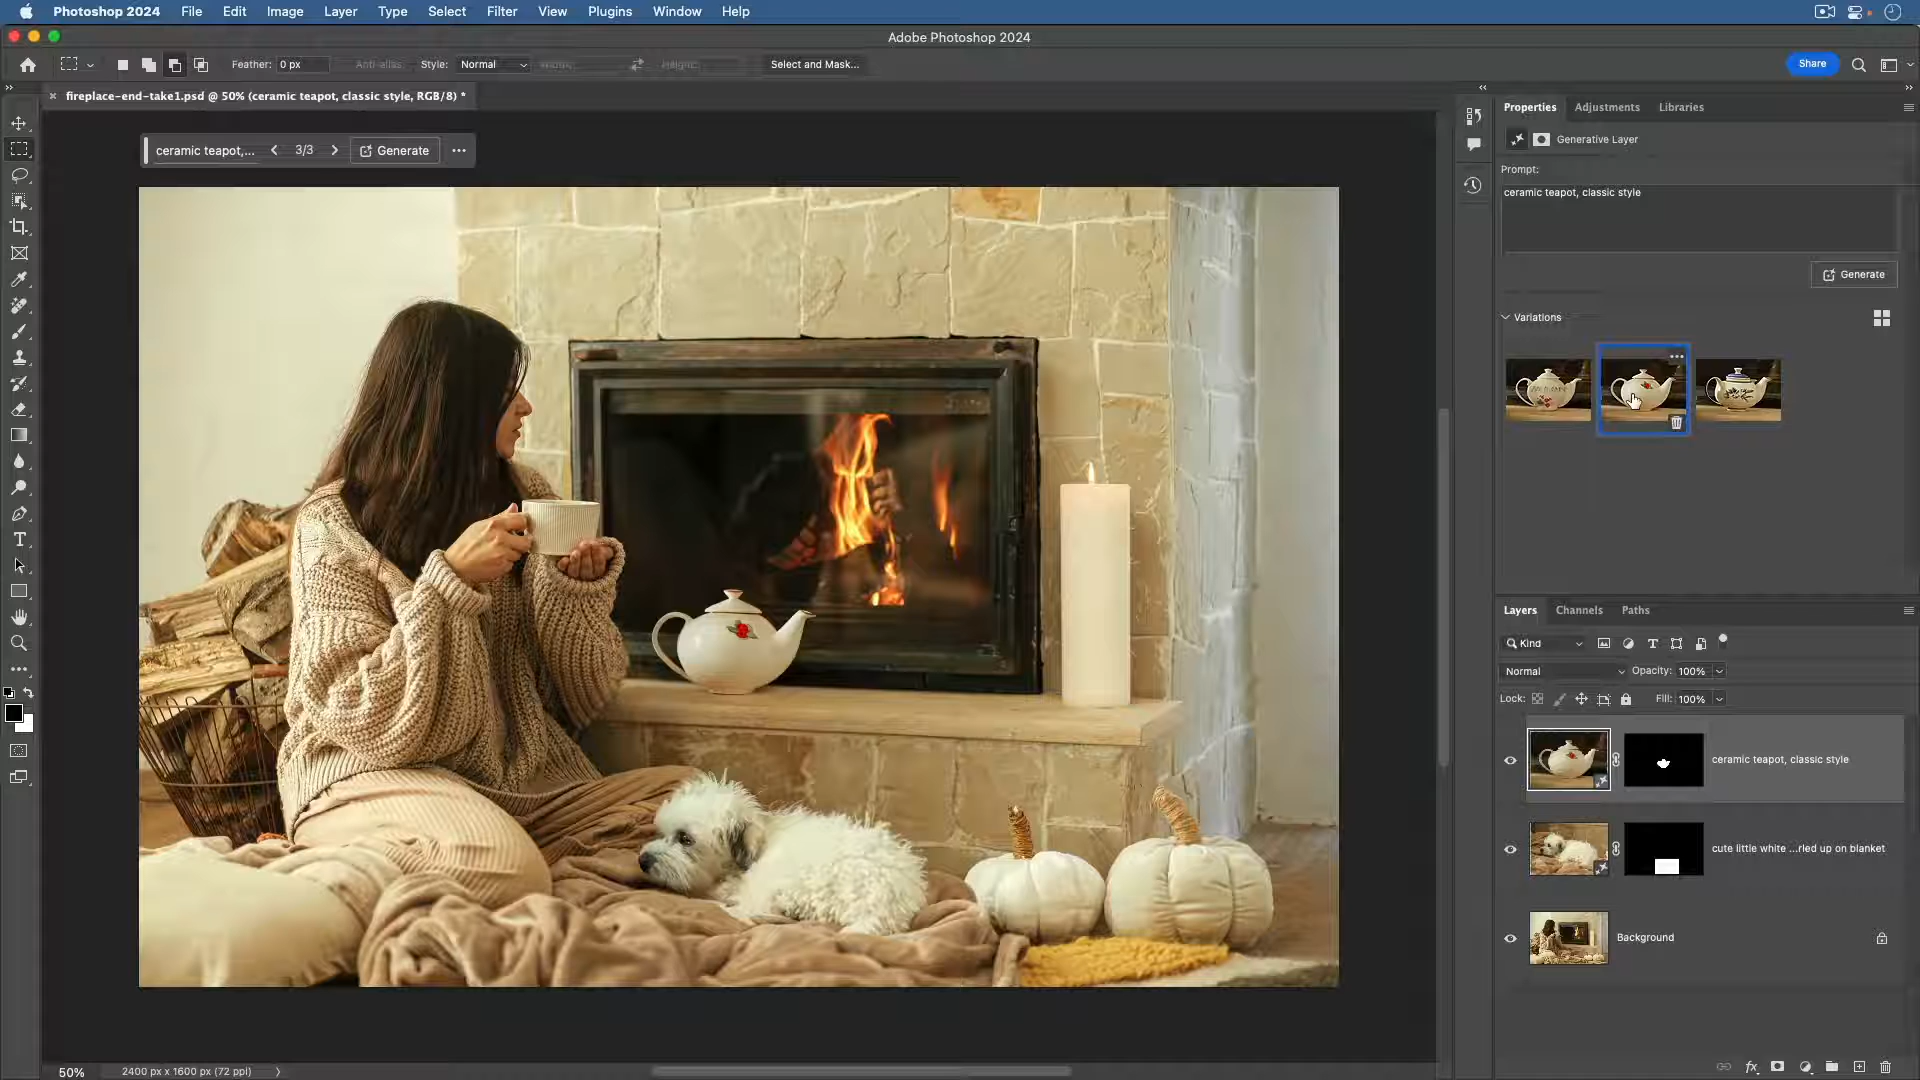 Photoshop 2024 File Edit Image Layer Type Select Filter View Plugins Window Help
Adobe Photoshop 2024
Feather: 0 px Anti-alias Style: Normal Width: Height: Select and Mask... Share
fireplace-end-take1.psd @ 50% (ceramic teapot, classic style, RGB/8) *
ceramic teapot,... 3/3 Generate
Properties Adjustments Libraries
Generative Layer
Prompt:
ceramic teapot, classic style
Generate
Variations
Layers Channels Paths
Kind
Normal Opacity: 100%
Lock: Fill: 100%
ceramic teapot, classic style
cute little white ...rled up on blanket
Background
50% 2400 px x 1600 px (72 ppi)